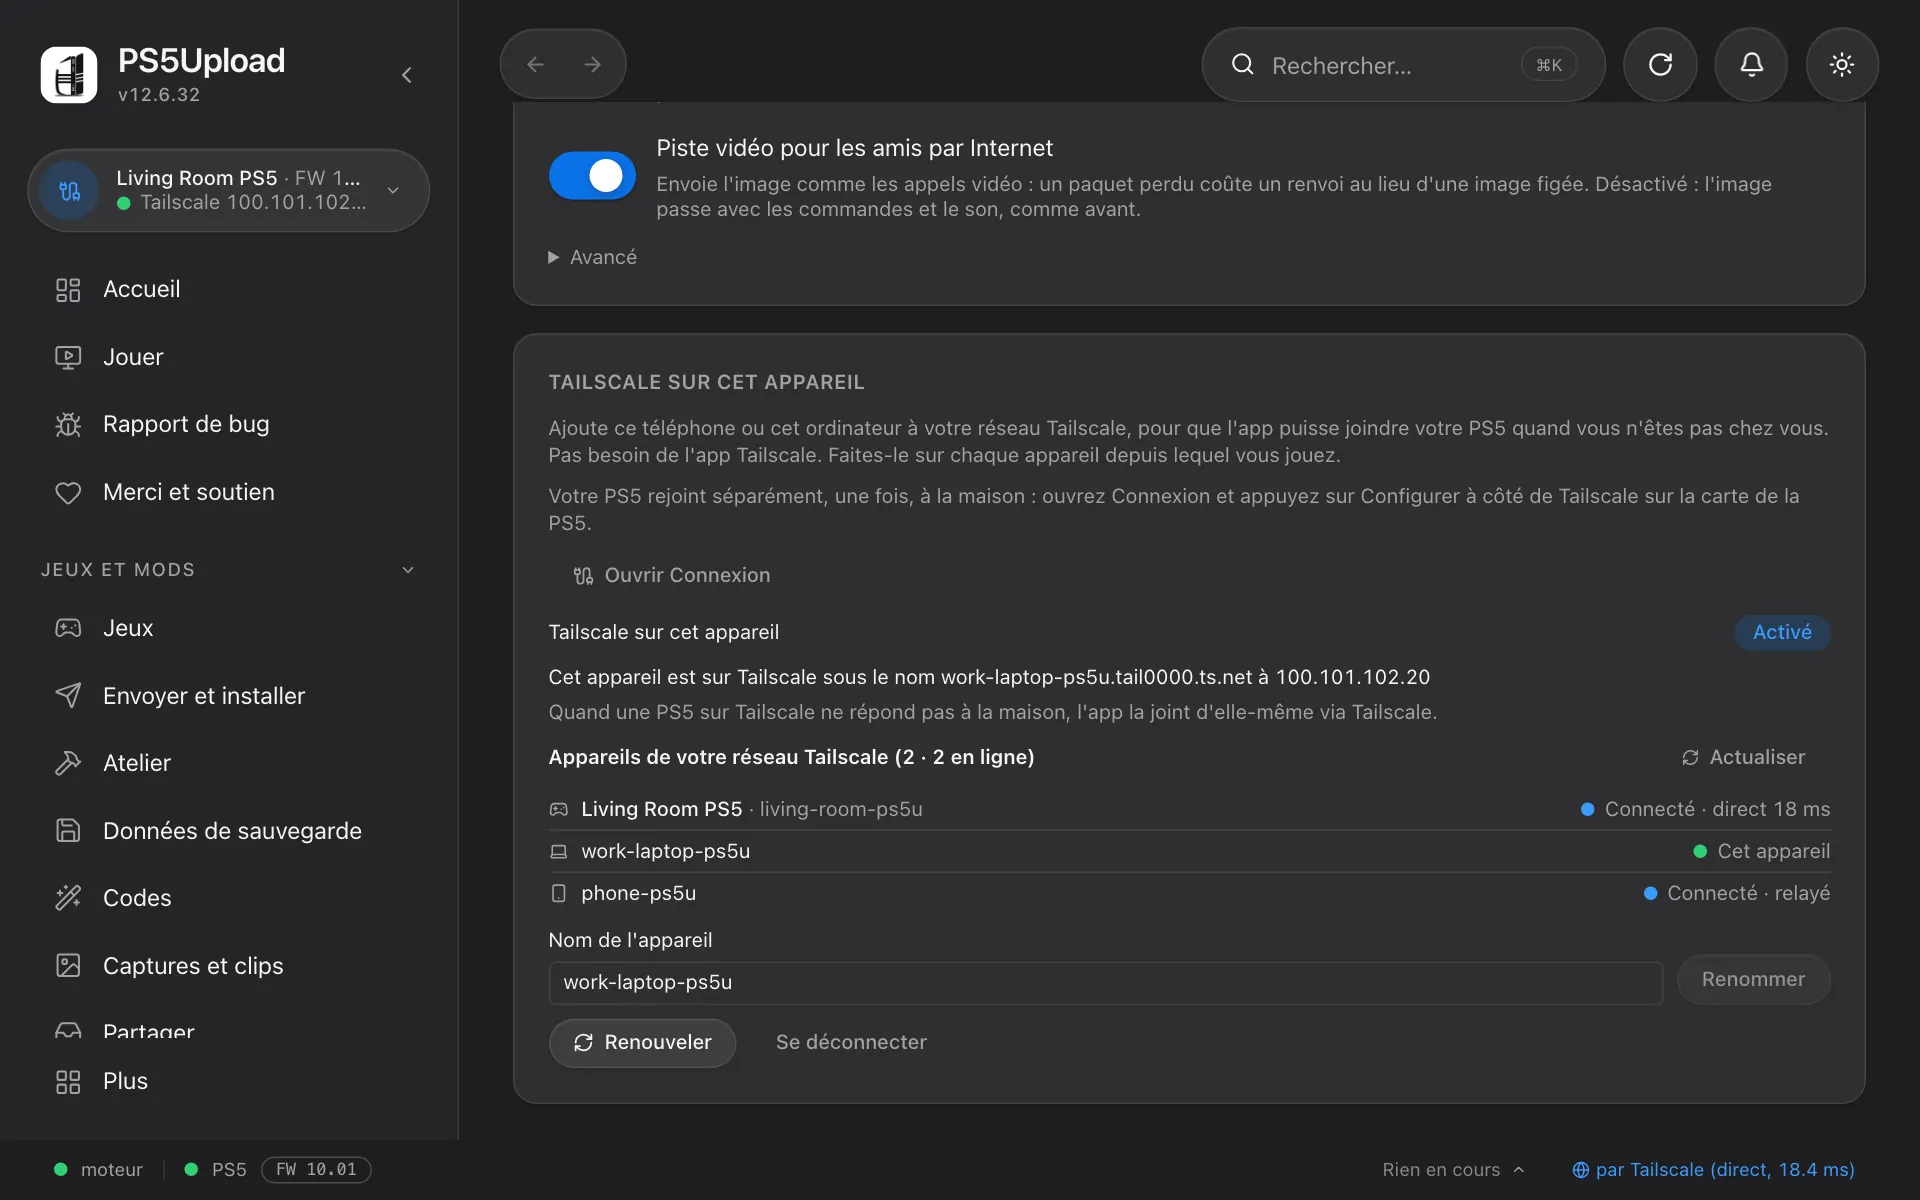 PS5Upload
v12.6.32
Living Room PS5 · FW 1...
Tailscale 100.101.102...
Accueil
Jouer
Rapport de bug
Merci et soutien
JEUX ET MODS
Jeux
Envoyer et installer
Atelier
Données de sauvegarde
Codes
Captures et clips
Partager
Plus
Rechercher...
⌘K
Piste vidéo pour les amis par Internet
Envoie l'image comme les appels vidéo : un paquet perdu coûte un renvoi au lieu d'une image figée. Désactivé : l'image
passe avec les commandes et le son, comme avant.
Avancé
TAILSCALE SUR CET APPAREIL
Ajoute ce téléphone ou cet ordinateur à votre réseau Tailscale, pour que l'app puisse joindre votre PS5 quand vous n'êtes pas chez vous.
Pas besoin de l'app Tailscale. Faites-le sur chaque appareil depuis lequel vous jouez.
Votre PS5 rejoint séparément, une fois, à la maison : ouvrez Connexion et appuyez sur Configurer à côté de Tailscale sur la carte de la
PS5.
Ouvrir Connexion
Tailscale sur cet appareil
Activé
Cet appareil est sur Tailscale sous le nom work-laptop-ps5u.tail0000.ts.net à 100.101.102.20
Quand une PS5 sur Tailscale ne répond pas à la maison, l'app la joint d'elle-même via Tailscale.
Appareils de votre réseau Tailscale (2 · 2 en ligne)
Actualiser
Living Room PS5 · living-room-ps5u
Connecté · direct 18 ms
work-laptop-ps5u
Cet appareil
phone-ps5u
Connecté · relayé
Nom de l'appareil
work-laptop-ps5u
Renommer
Renouveler
Se déconnecter
moteur
PS5
FW 10.01
Rien en cours
par Tailscale (direct, 18.4 ms)